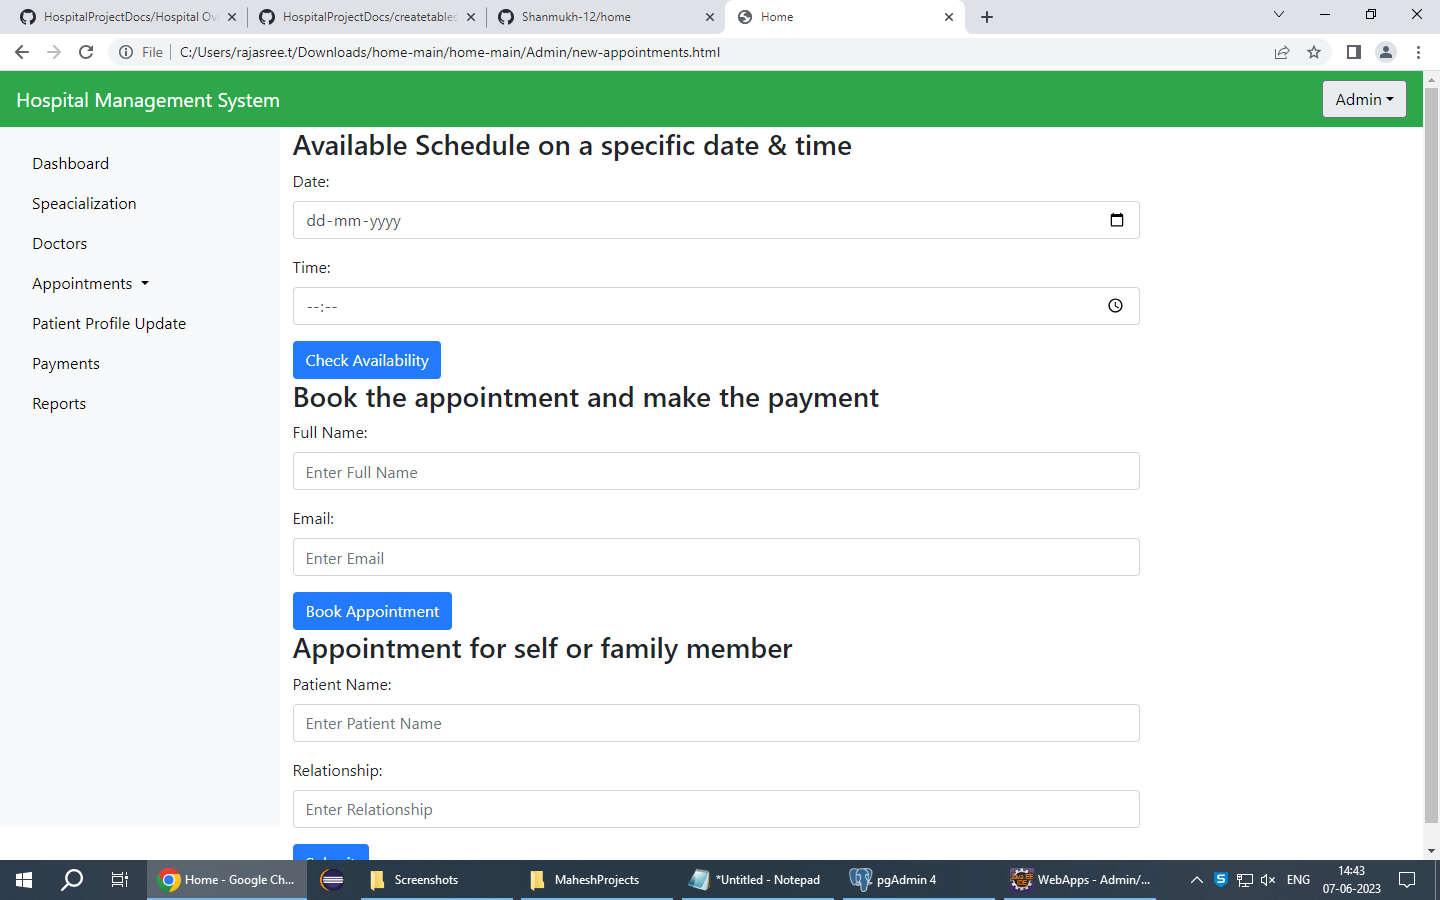 HospitalProjectDocs/Hospital Ov
HospitalProjectDocs/createtables
Shanmukh-12/home
Home
File
C:/Users/rajasree.t/Downloads/home-main/home-main/Admin/new-appointments.html
Hospital Management System
Admin
Dashboard
Speacialization
Doctors
Appointments
Patient Profile Update
Payments
Reports
Available Schedule on a specific date & time
Date:
dd-mm-yyyy
Time:
--:--
Check Availability
Book the appointment and make the payment
Full Name:
Enter Full Name
Email:
Enter Email
Book Appointment
Appointment for self or family member
Patient Name:
Enter Patient Name
Relationship:
Enter Relationship
Submit
Home - Google Ch...
Screenshots
MaheshProjects
*Untitled - Notepad
pgAdmin 4
WebApps - Admin/...
ENG
14:43
07-06-2023